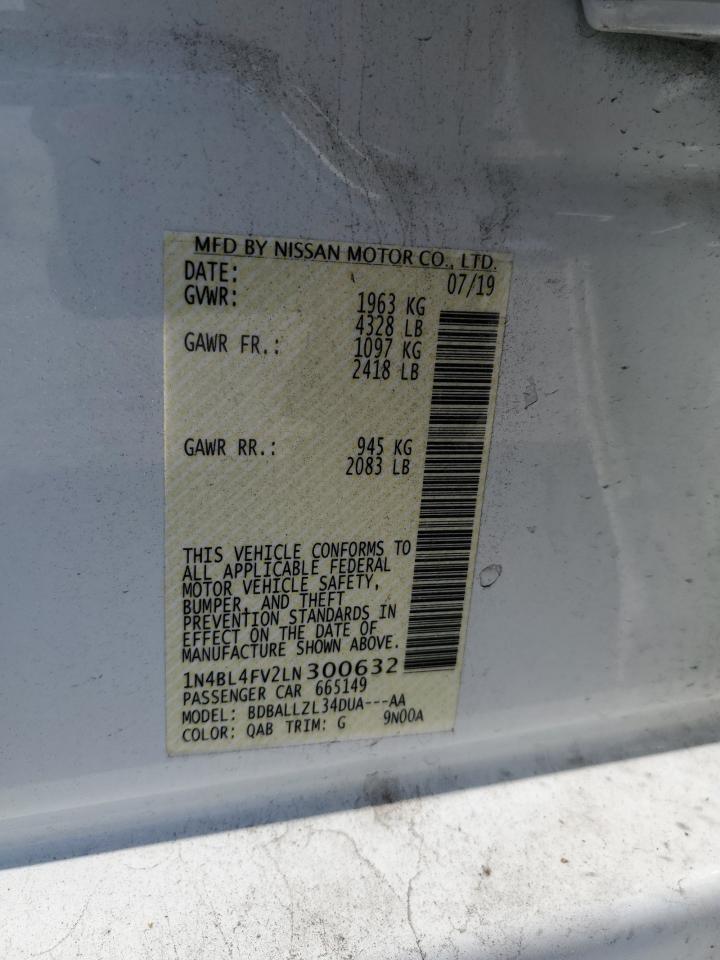 MFD BY NISSAN MOTOR CO., LTD.
DATE: 07/19
GVWR: 1963 KG
4328 LB
GAWR FR.: 1097 KG
2418 LB
GAWR RR.: 945 KG
2083 LB
THIS VEHICLE CONFORMS TO
ALL APPLICABLE FEDERAL
MOTOR VEHICLE SAFETY,
BUMPER, AND THEFT
PREVENTION STANDARDS IN
EFFECT ON THE DATE OF
MANUFACTURE SHOWN ABOVE.
1N4BL4FV2LN300632
PASSENGER CAR 665149
MODEL: BDBALLZL34DUA---AA
COLOR: QAB TRIM: G 9N00A